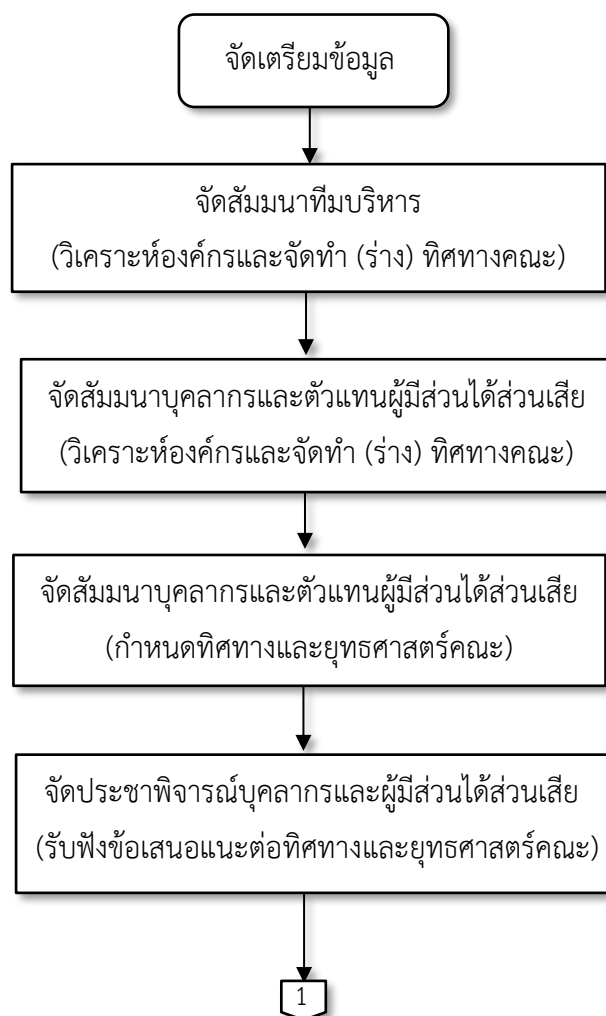 จัดเตรียมข้อมูล
จัดสัมมนาทีมบริหาร
(วิเคราะห์องค์กรและจัดทำ (ร่าง) ทิศทางคณะ)
จัดสัมมนาบุคลากรและตัวแทนผู้มีส่วนได้ส่วนเสีย
(วิเคราะห์องค์กรและจัดทำ (ร่าง) ทิศทางคณะ)
จัดสัมมนาบุคลากรและตัวแทนผู้มีส่วนได้ส่วนเสีย
(กำหนดทิศทางและยุทธศาสตร์คณะ)
จัดประชาพิจารณ์บุคลากรและผู้มีส่วนได้ส่วนเสีย
(รับฟังข้อเสนอแนะต่อทิศทางและยุทธศาสตร์คณะ)
1